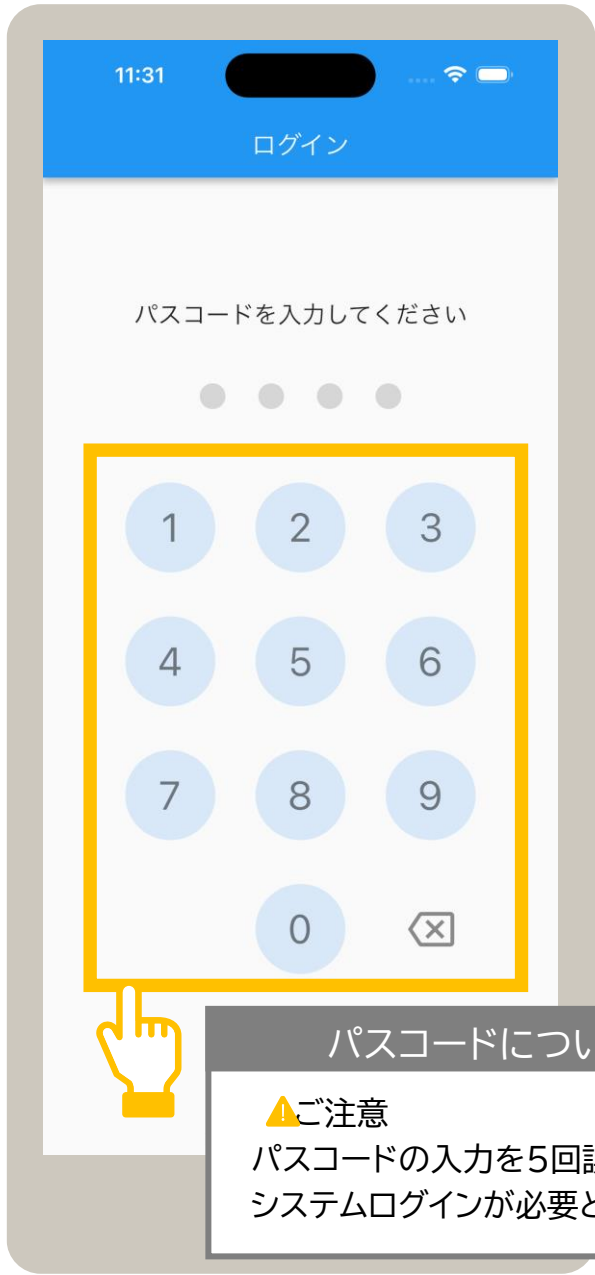 11:31
ログイン
パスコードを入力してください
1 2 3
4 5 6
7 8 9
0
パスコードについ
ご注意
パスコードの入力を5回
システムログインが必要と